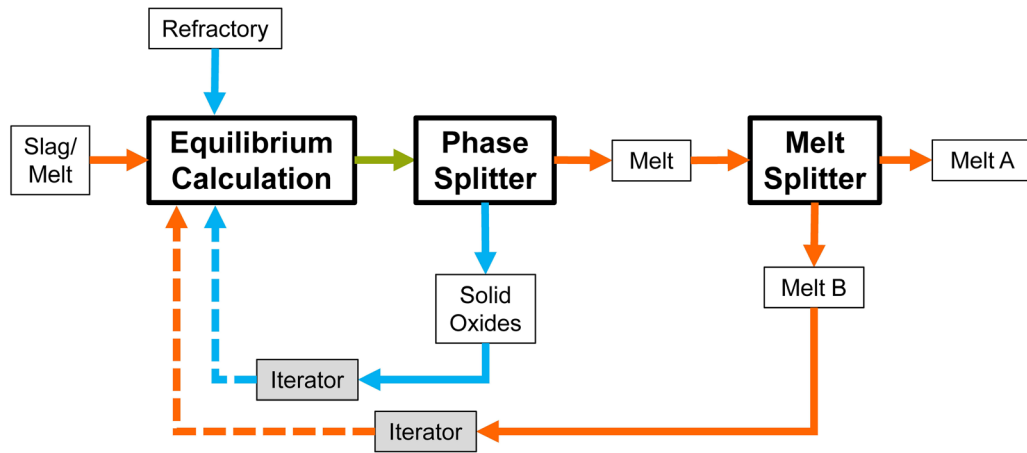 Refractory
Slag/
Melt
Equilibrium
Calculation
Phase
Splitter
Melt
Melt
Splitter
Melt A
Solid
Oxides
Melt B
Iterator
Iterator